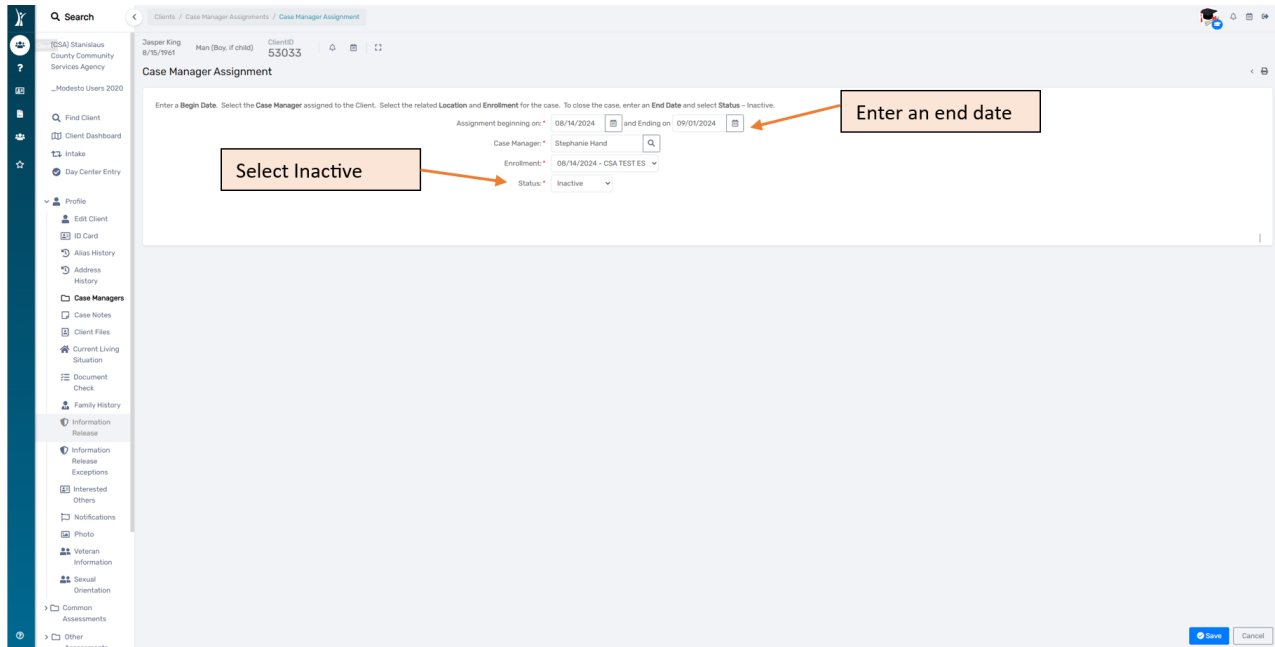 Search
Clients / Case Manager Assignments / Case Manager Assignment
(CSA) Stanislaus
County Community
Services Agency
_Modesto Users 2020
Find Client
Client Dashboard
Intake
Day Center Entry
Profile
Edit Client
ID Card
Alias History
Address
History
Case Managers
Case Notes
Client Files
Current Living
Situation
Document
Check
Family History
Information
Release
Information
Release
Exceptions
Interested
Others
Notifications
Photo
Veteran
Information
Sexual
Orientation
Common
Assessments
Other
Jasper King
8/15/1961
Man (Boy, if child)
ClientID
53033
Case Manager Assignment
Enter a Begin Date. Select the Case Manager assigned to the Client. Select the related Location and Enrollment for the case. To close the case, enter an End Date and select Status – Inactive.
Assignment beginning on:* 08/14/2024 and Ending on 09/01/2024
Case Manager:* Stephanie Hand
Enrollment:* 08/14/2024 - CSA TEST ES
Status:* Inactive
Enter an end date
Select Inactive
Save
Cancel